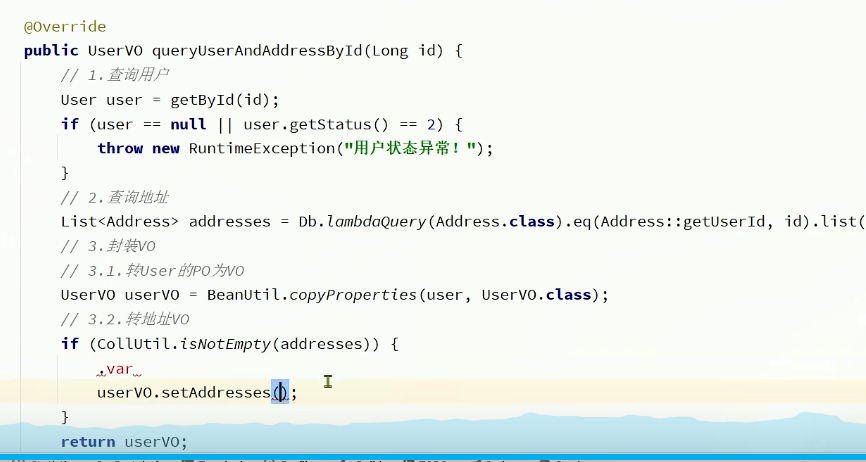 @Override
public UserVO queryUserAndAddressById(Long id) {
// 1.查询用户
User user = getById(id);
if (user == null || user.getStatus() == 2) {
throw new RuntimeException("用户状态异常！");
}
// 2.查询地址
List<Address> addresses = Db.lambdaQuery(Address.class).eq(Address::getUserId, id).list(
// 3.封装VO
// 3.1.转User的PO为VO
UserVO userVO = BeanUtil.copyProperties(user, UserVO.class);
// 3.2.转地址VO
if (CollUtil.isNotEmpty(addresses)) {
.var
userVO.setAddresses();
}
return userVO;